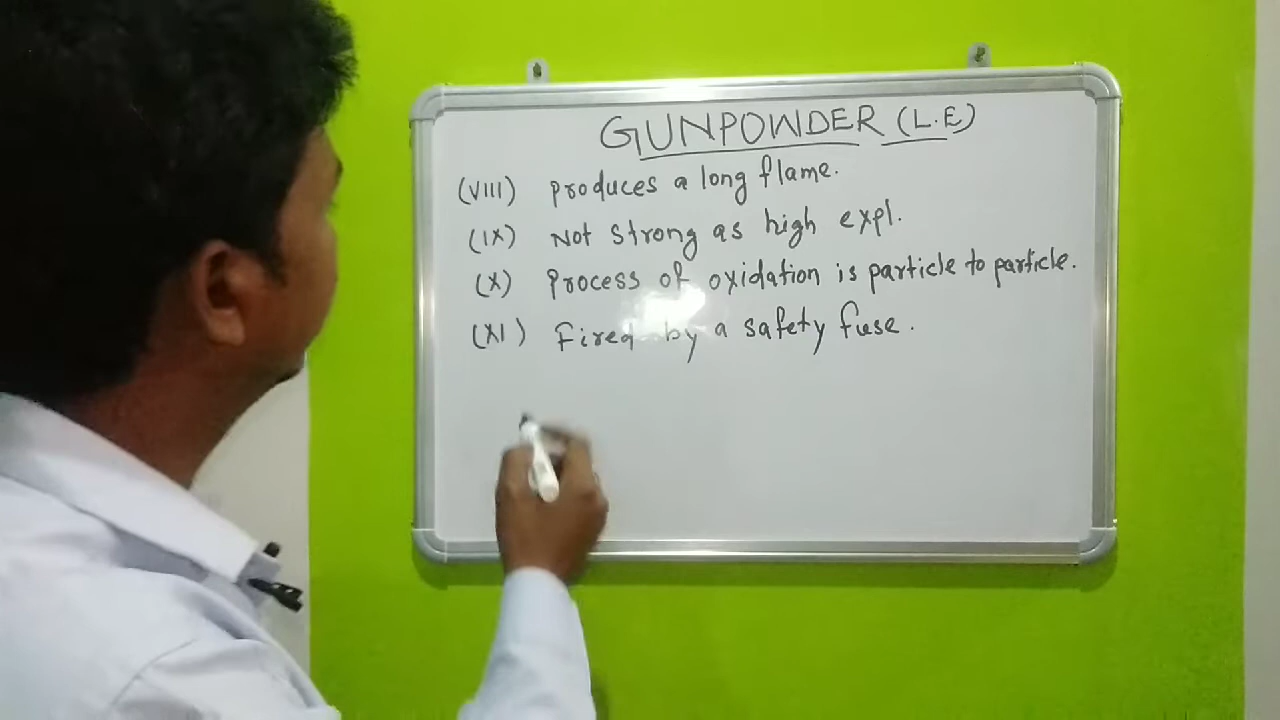 GUNPOWDER (L.E)
(VIII) Produces a long flame.
(IX) Not strong as high expl.
(X) Process of oxidation is particle to particle.
(XI) Fired by a safety fuse.